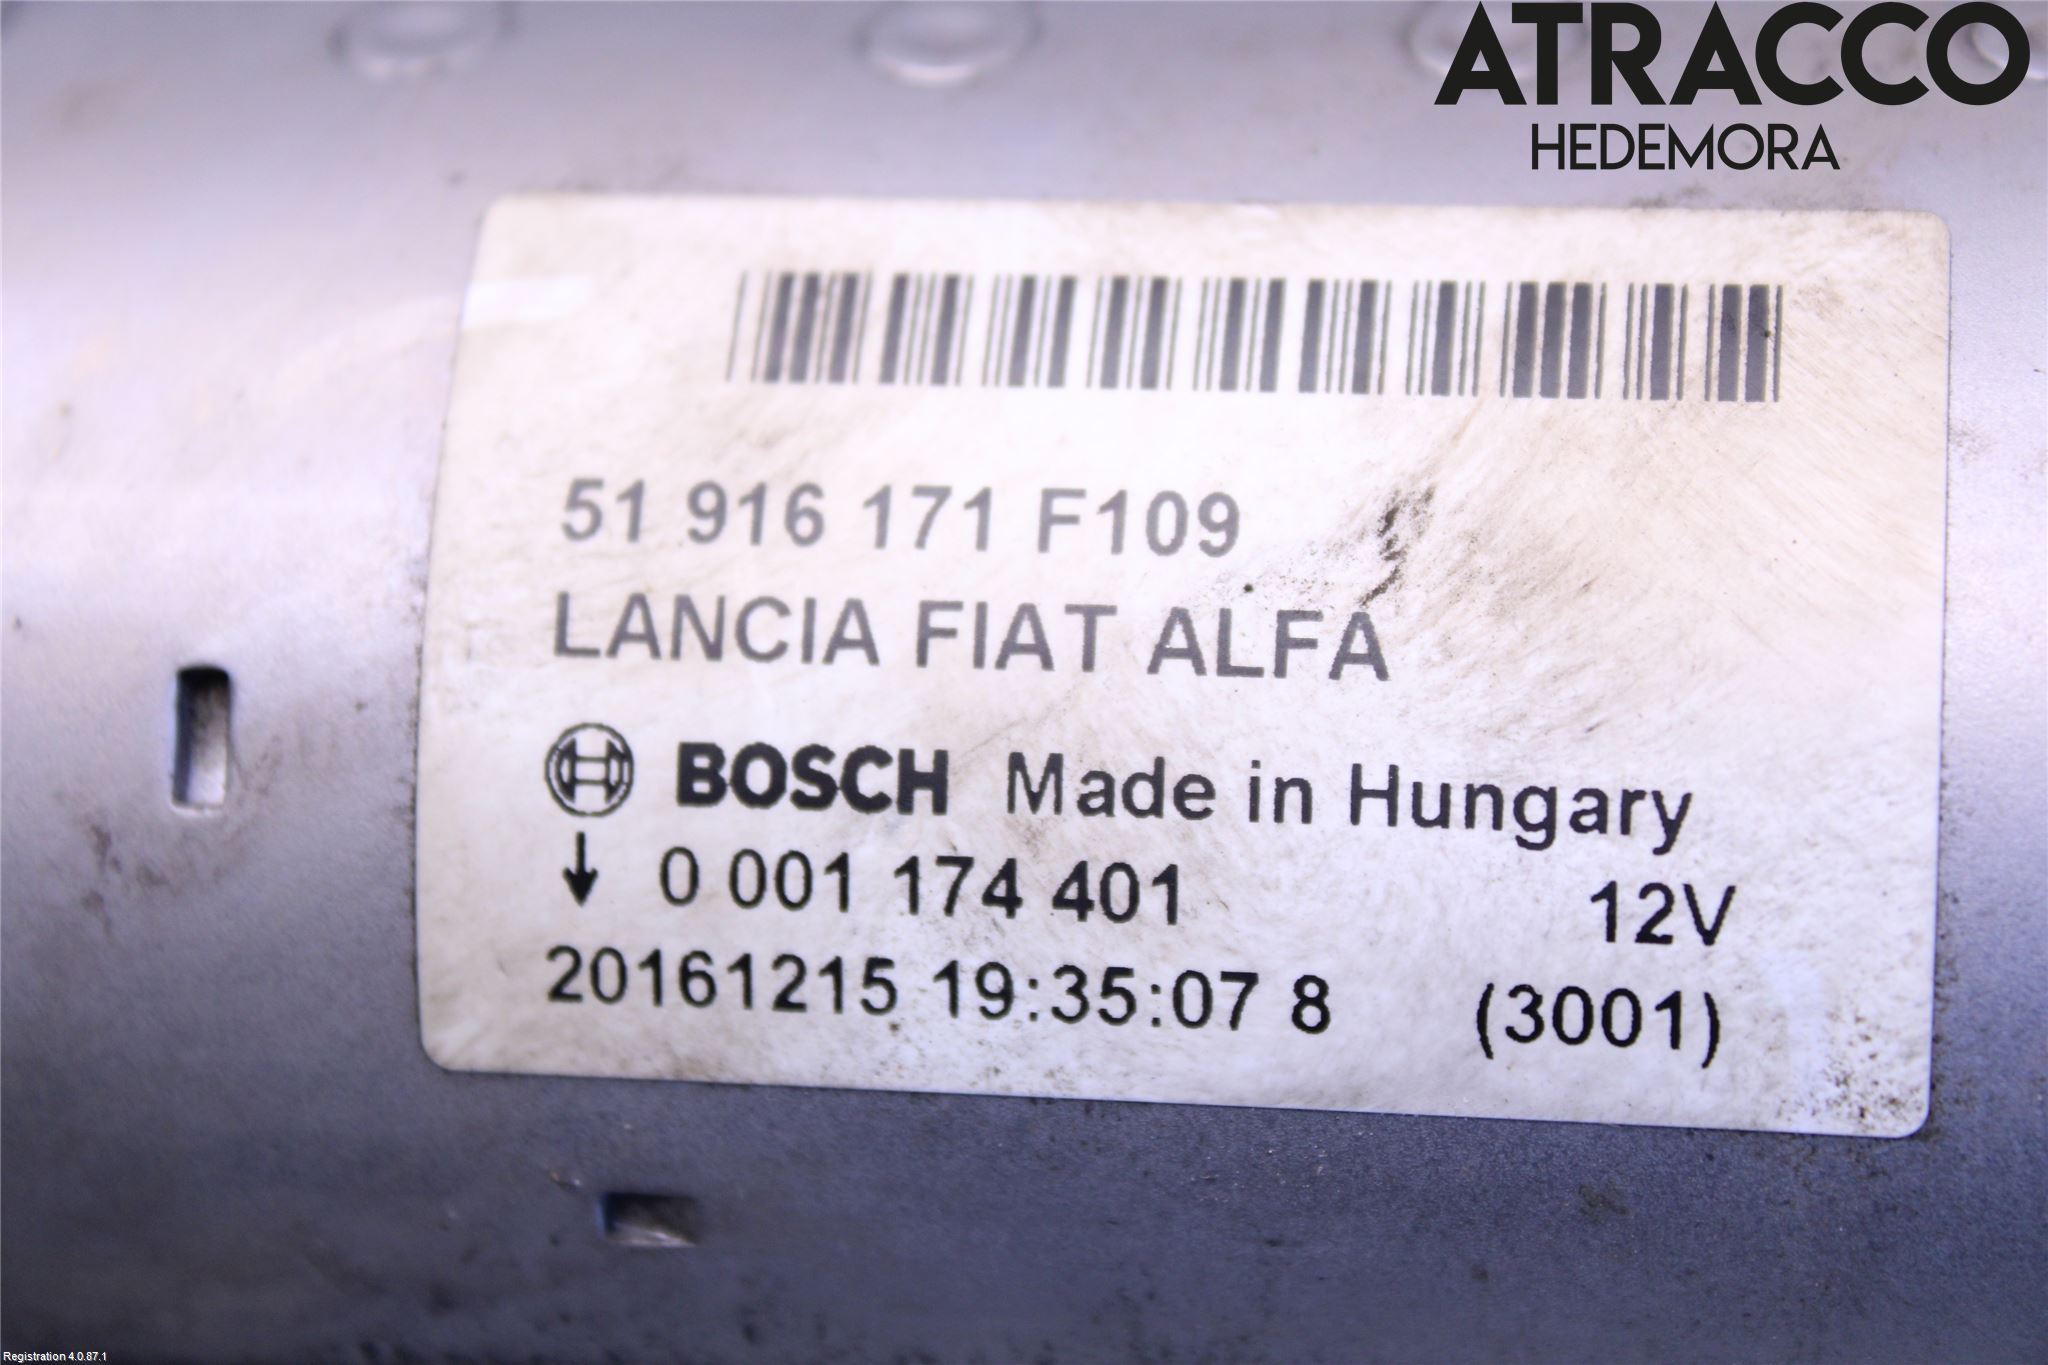 ATRACCO
HEDEMORA
51 916 171 F109
LANCIA FIAT ALFA
BOSCH Made in Hungary
↓ 0 001 174 401 12V
20161215 19:35:07 8 (3001)
Registration 4.0.87.1